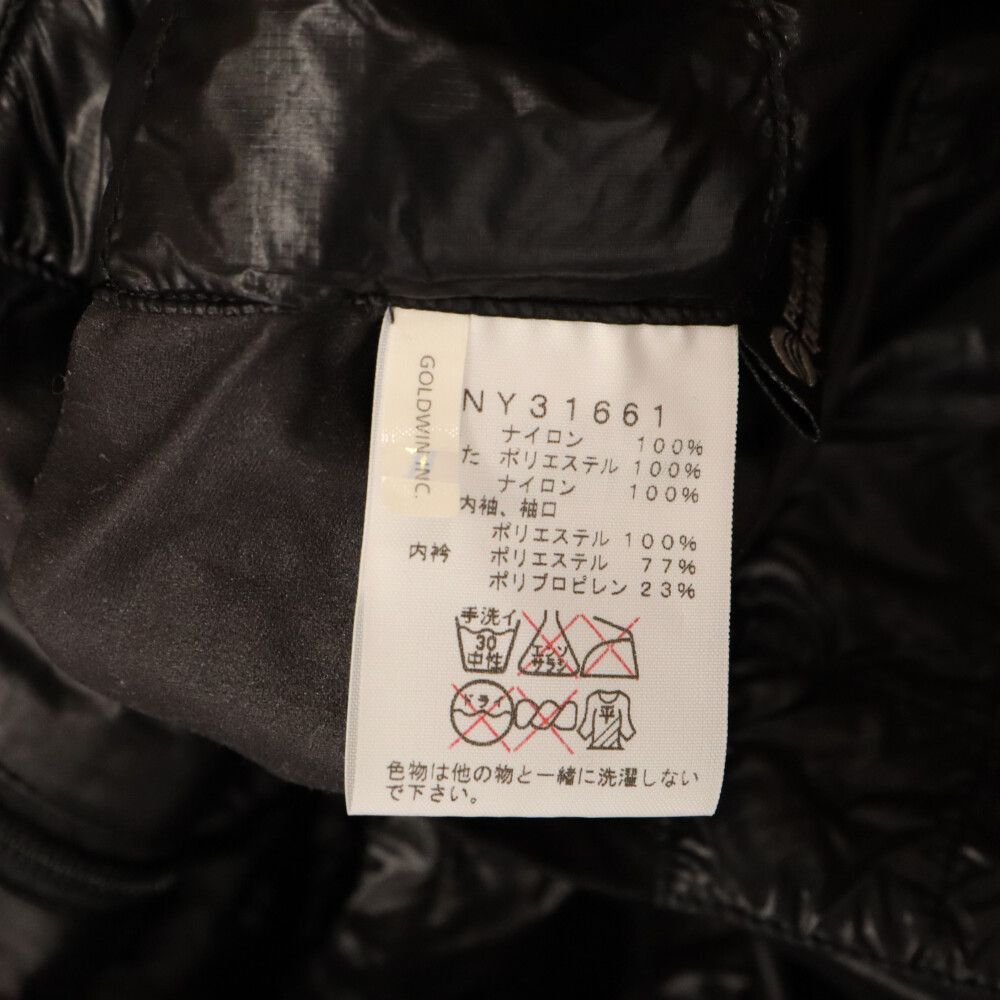 GOLDWIN INC.
NY31661
ナイロン 100%
た ポリエステル 100%
ナイロン 100%
内袖、袖口
ポリエステル 100%
内衿 ポリエステル 77%
ポリプロピレン 23%
手洗イ
30
中性
エンソ
サラシ
ドライ
平
色物は他の物と一緒に洗濯しない
で下さい。